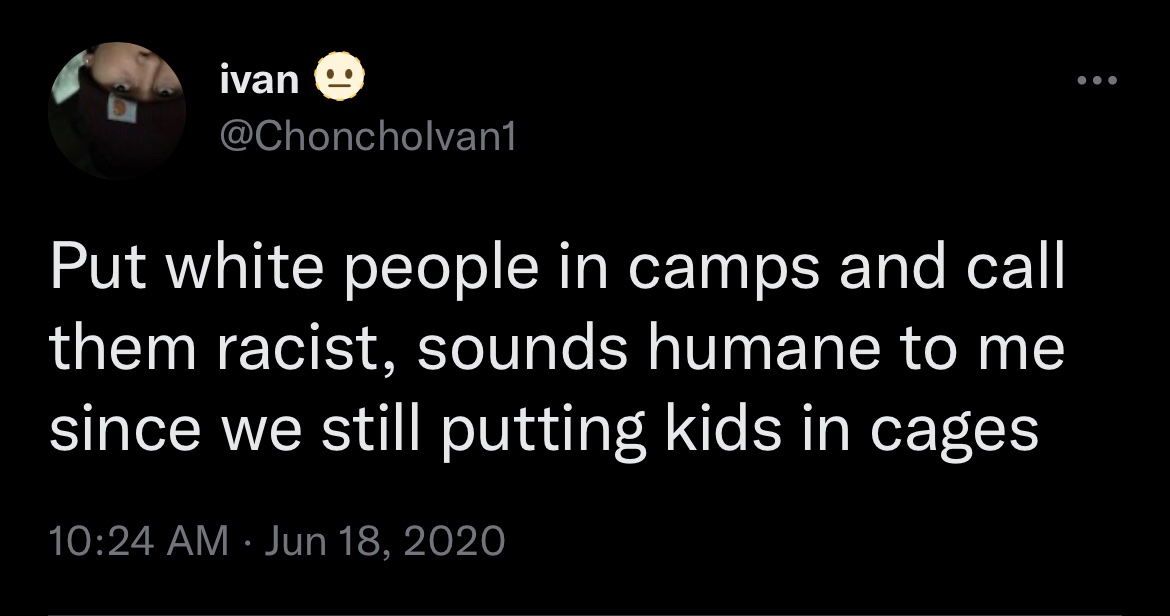 ivan 😐
@ChonchoIvan1
Put white people in camps and call
them racist, sounds humane to me
since we still putting kids in cages
10:24 AM · Jun 18, 2020